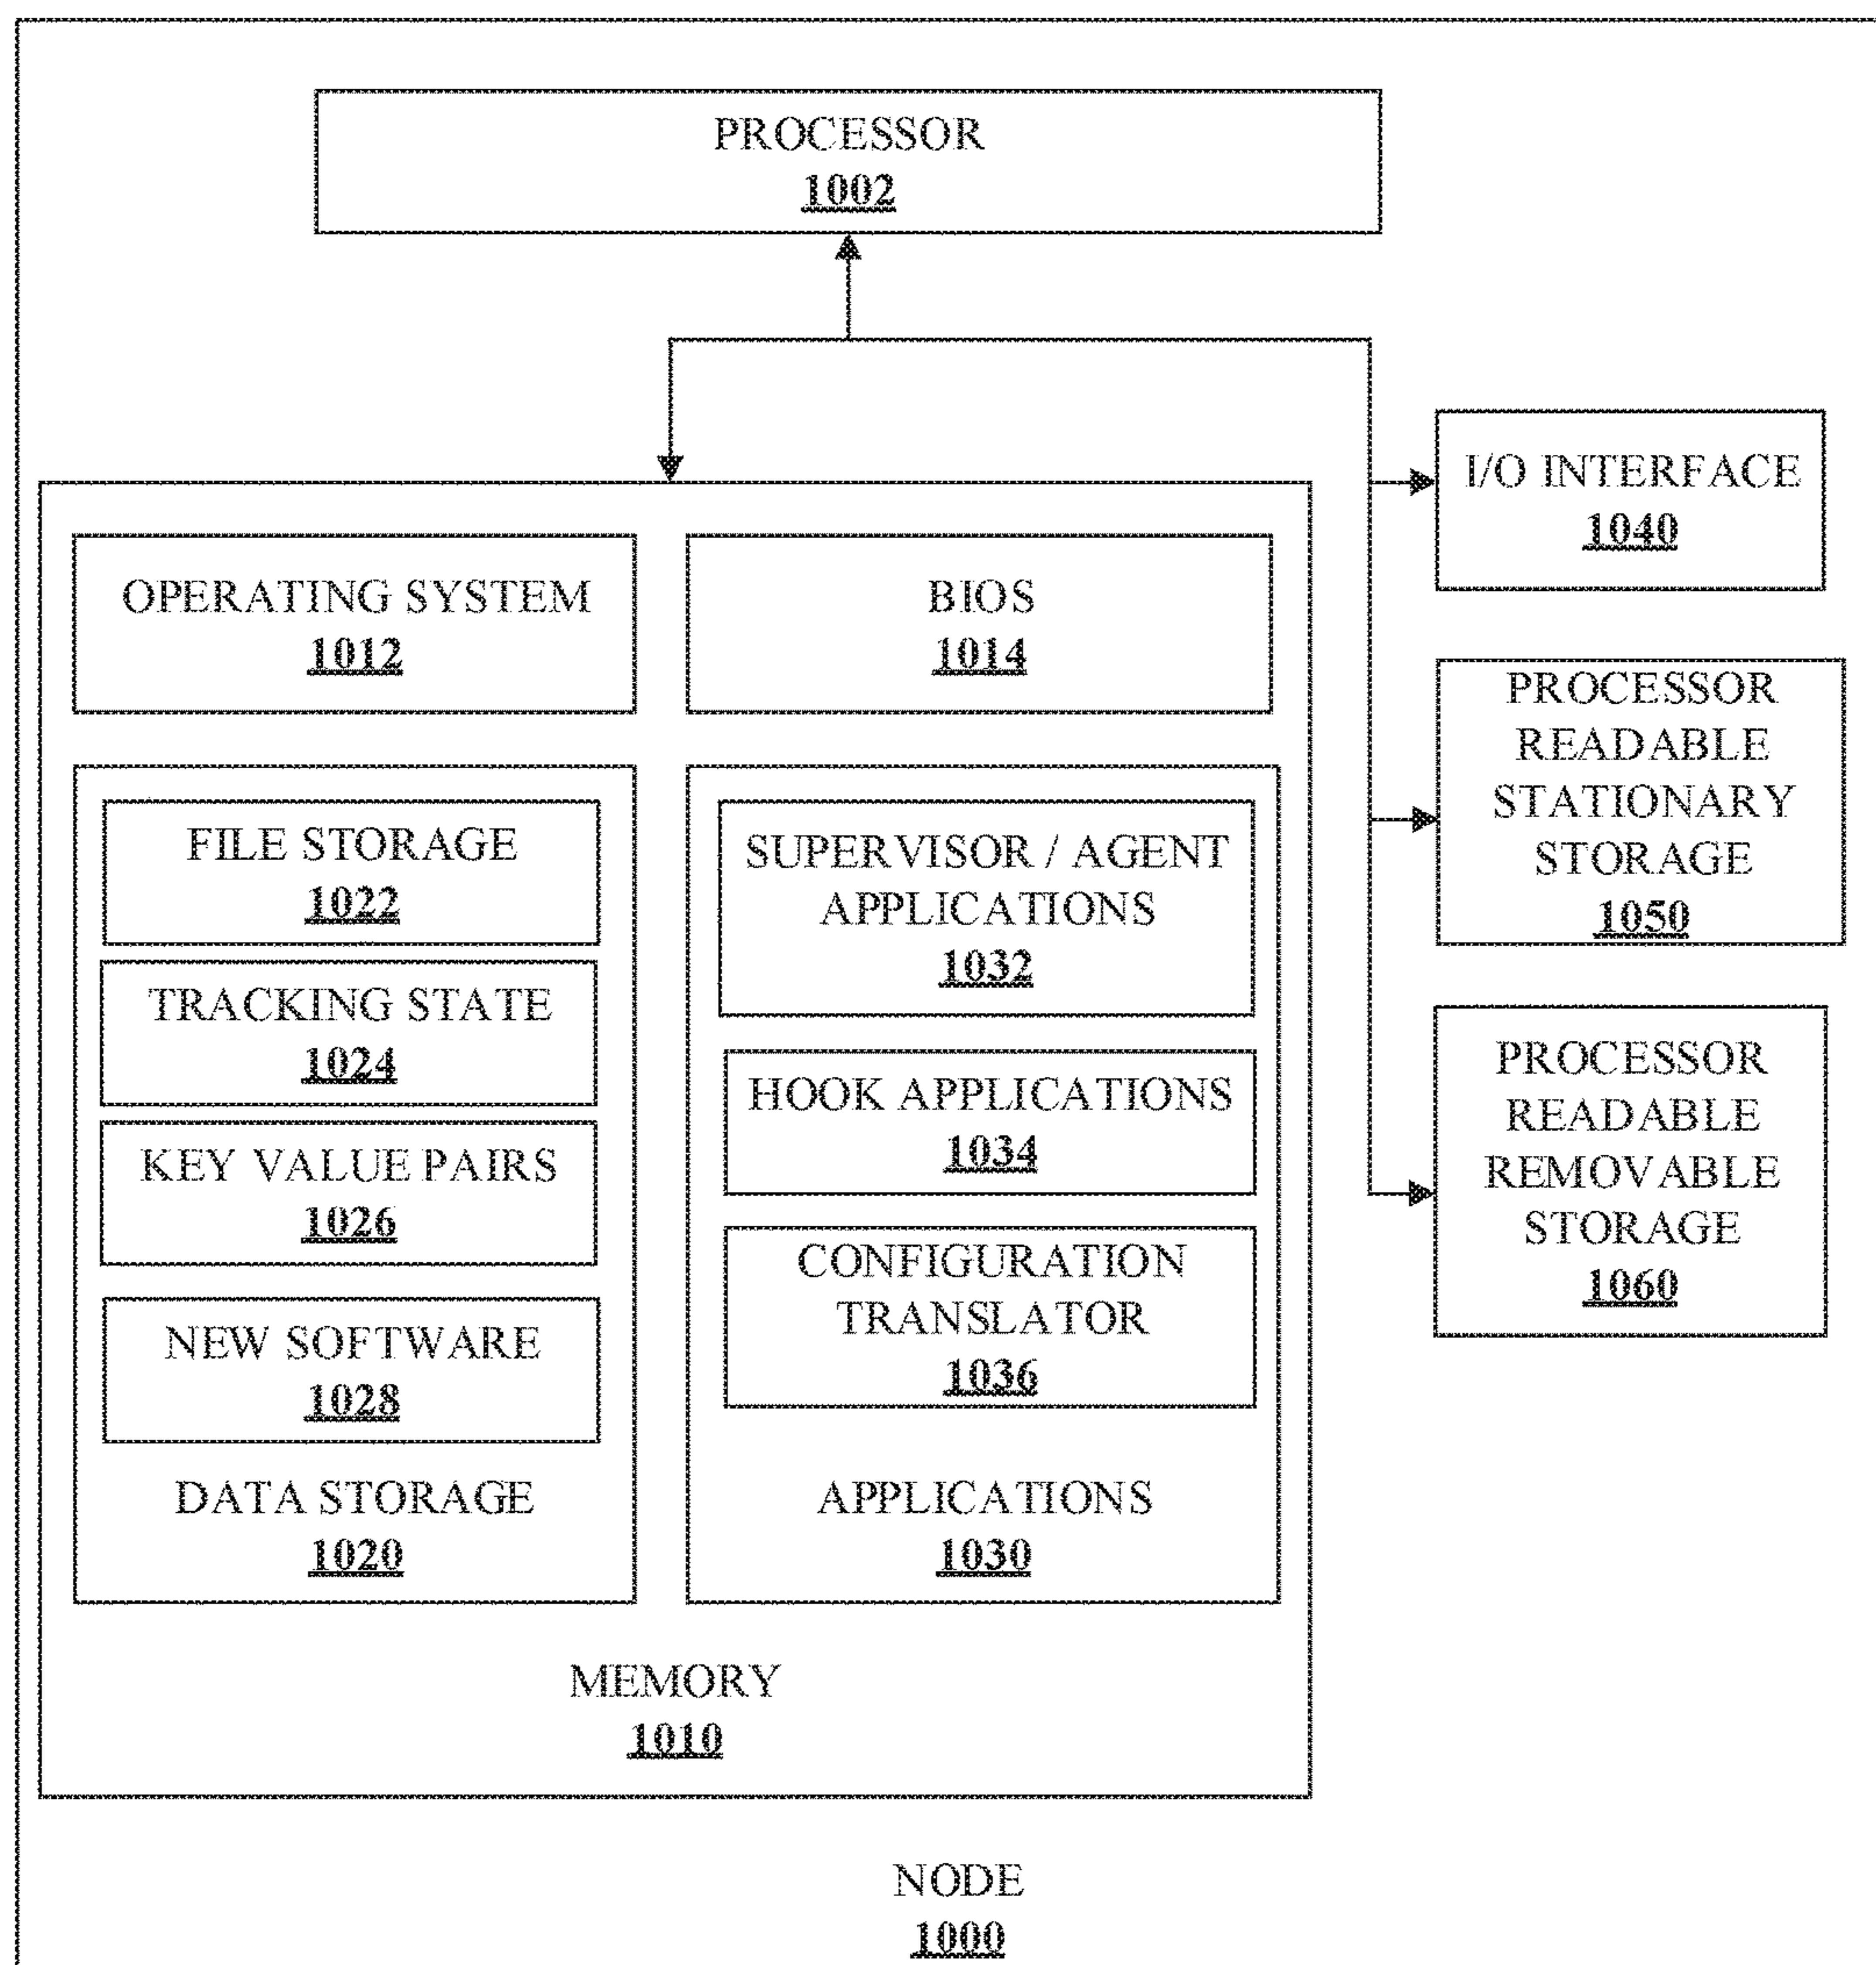 PROCESSOR
1002
I/O INTERFACE
1040
OPERATING SYSTEM
1012
BIOS
1014
PROCESSOR
READABLE
STATIONARY
STORAGE
1050
FILE STORAGE
1022
TRACKING STATE
1024
KEY VALUE PAIRS
1026
NEW SOFTWARE
1028
DATA STORAGE
1020
SUPERVISOR / AGENT
APPLICATIONS
1032
HOOK APPLICATIONS
1034
CONFIGURATION
TRANSLATOR
1036
APPLICATIONS
1030
PROCESSOR
READABLE
REMOVABLE
STORAGE
1060
MEMORY
1010
NODE
1000